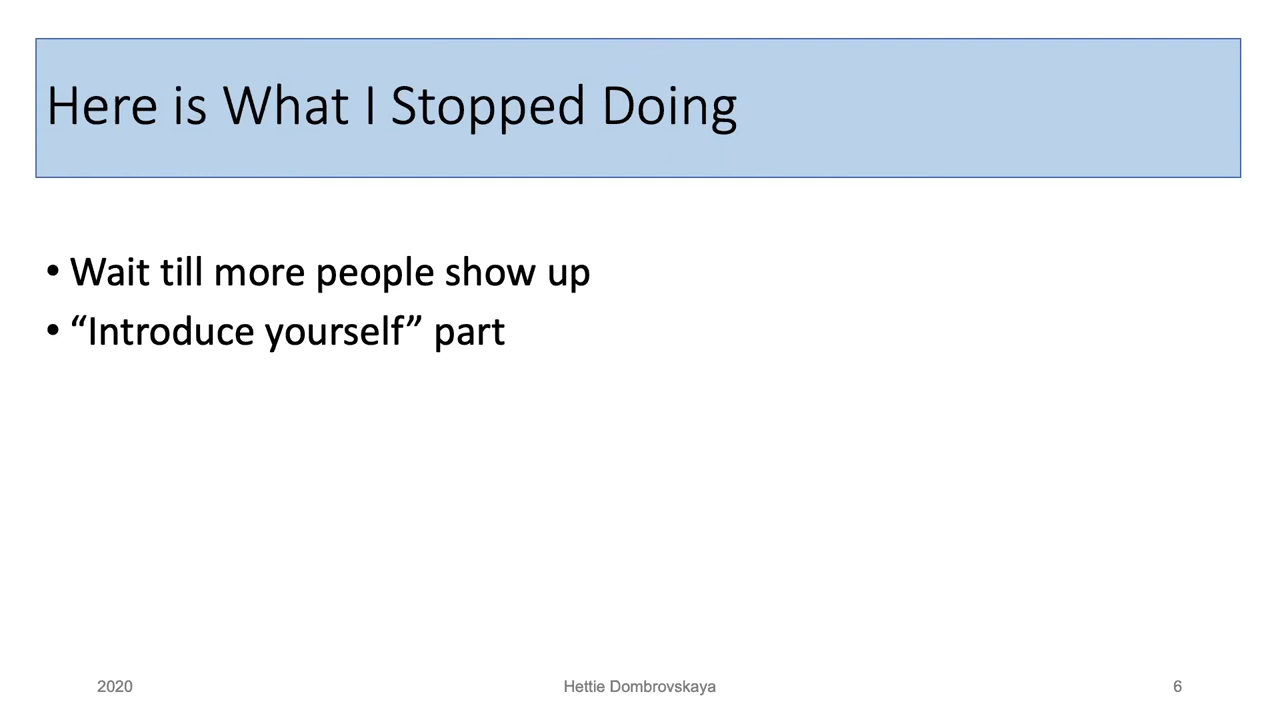 Here is What I Stopped Doing
• Wait till more people show up
• “Introduce yourself” part
2020 Hettie Dombrovskaya 6